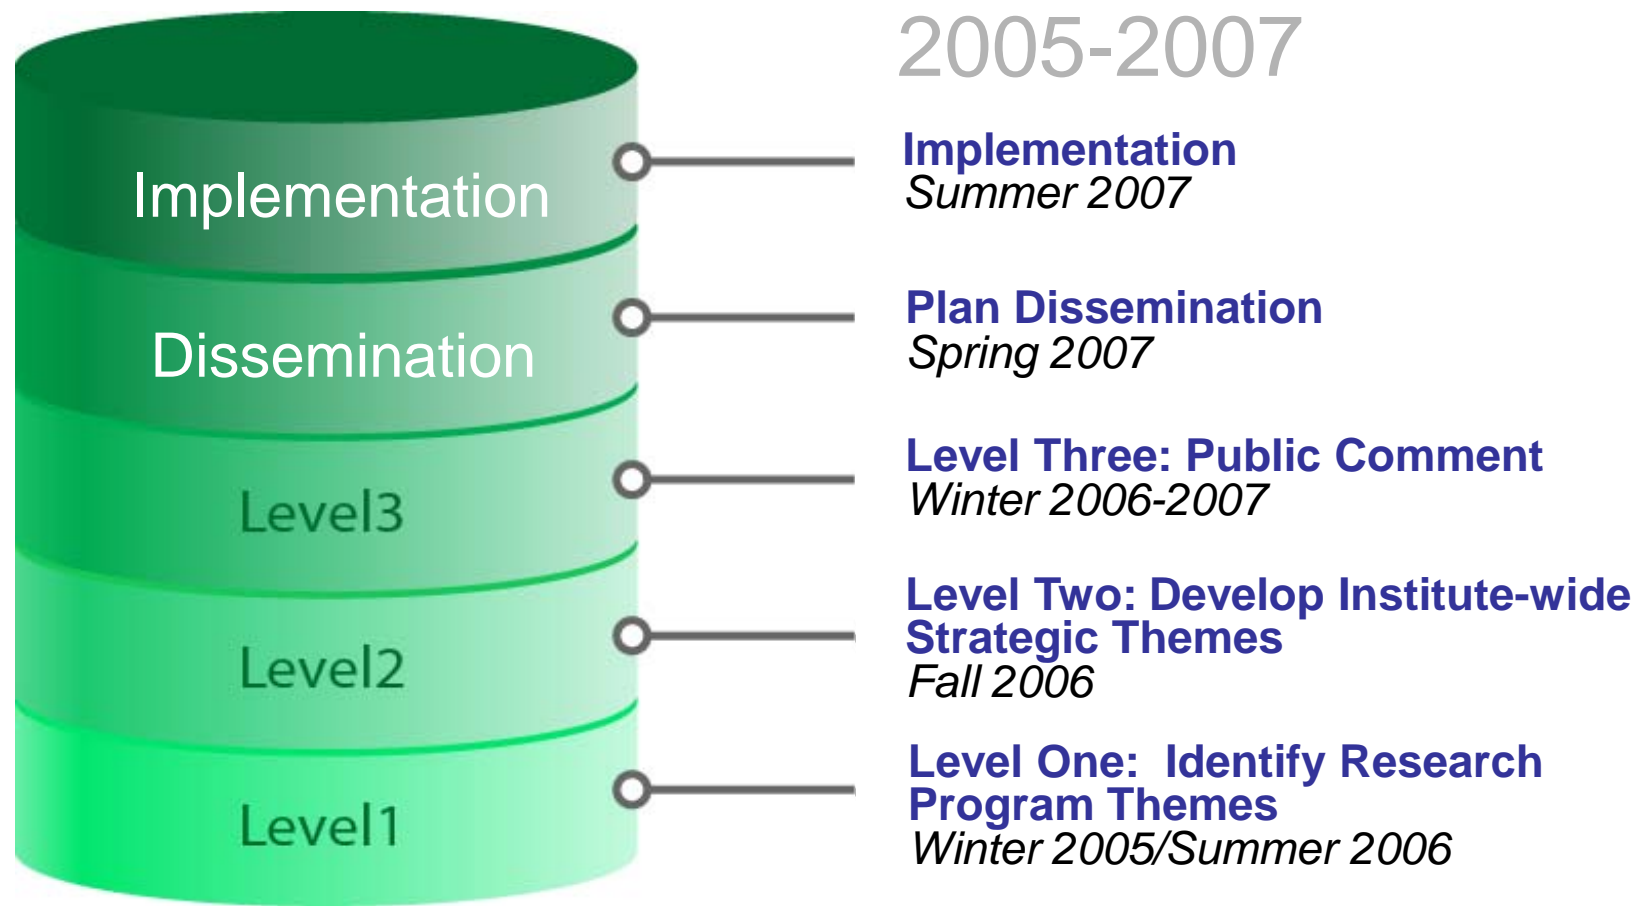 2005-2007
Implementation
Implementation
Summer 2007
Dissemination
Plan Dissemination
Spring 2007
Level3
Level Three: Public Comment
Winter 2006-2007
Level2
Level Two: Develop Institute-wide
Strategic Themes
Fall 2006
Level1
Level One:  Identify Research
Program Themes
Winter 2005/Summer 2006